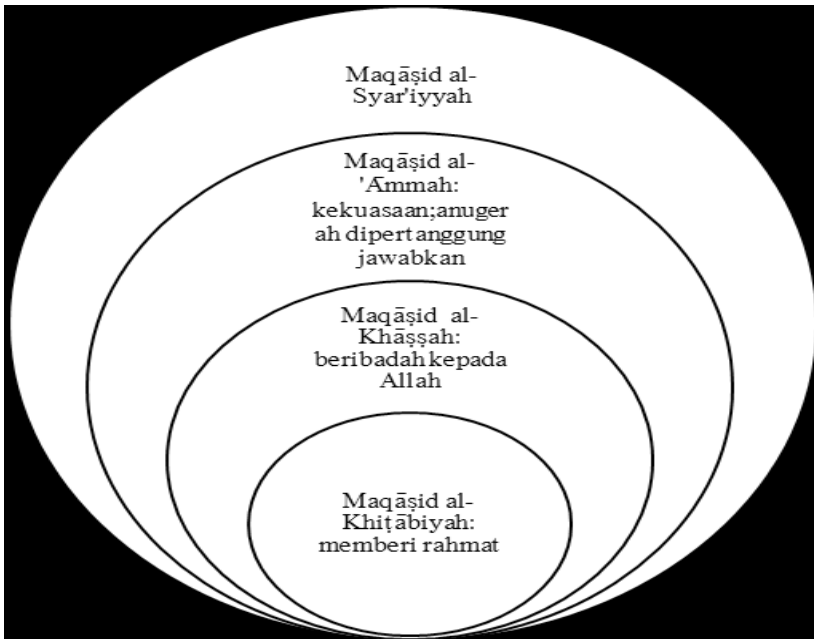 Maqāṣid al-
Syar'iyyah
Maqāṣid al-
'Āmmah:
kekuasaan;anuger
ah dipertanggung
jawabkan
Maqāṣid al-
Khāṣṣah:
beribadah kepada
Allah
Maqāṣid al-
Khiṭābiyah:
memberi rahmat